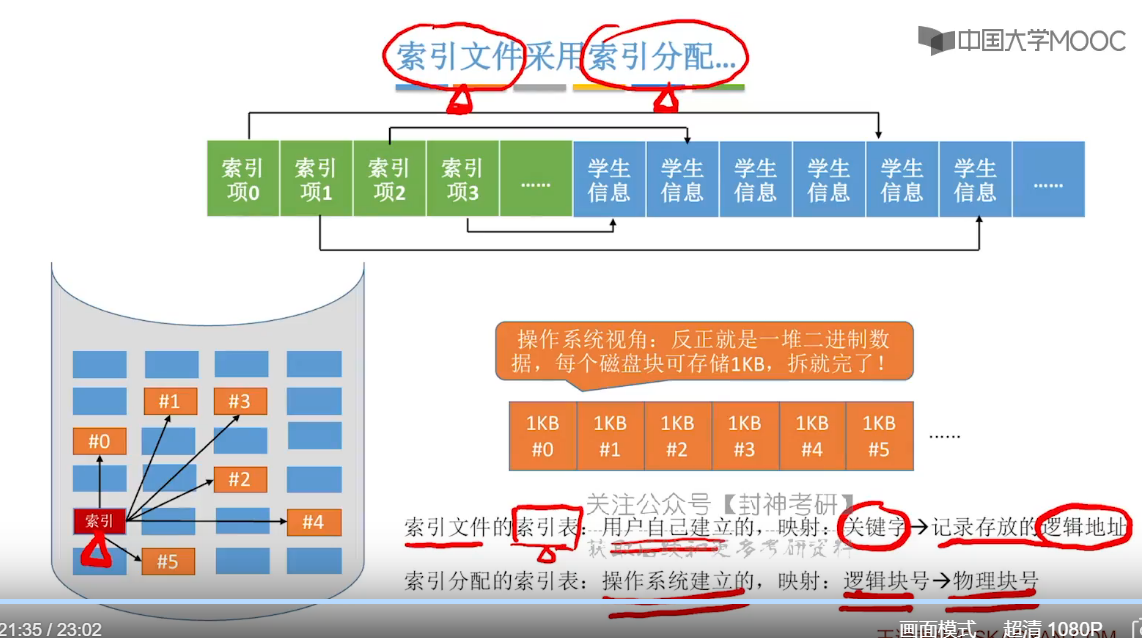 中国大学MOOC
索引文件采用索引分配...
索引项0
索引项1
索引项2
索引项3
......
学生信息
学生信息
学生信息
学生信息
学生信息
学生信息
......
操作系统视角：反正就是一堆二进制数
据，每个磁盘块可存储1KB，拆就完了！
#1
#3
#0
#2
索引
#4
#5
1KB #0
1KB #1
1KB #2
1KB #3
1KB #4
1KB #5
......
关注公众号【封神考研】
索引文件的索引表：用户自己建立的，映射：关键字→记录存放的逻辑地址
索引分配的索引表：操作系统建立的，映射：逻辑块号→物理块号
21:35 / 23:02
画面模式
超清 1080P